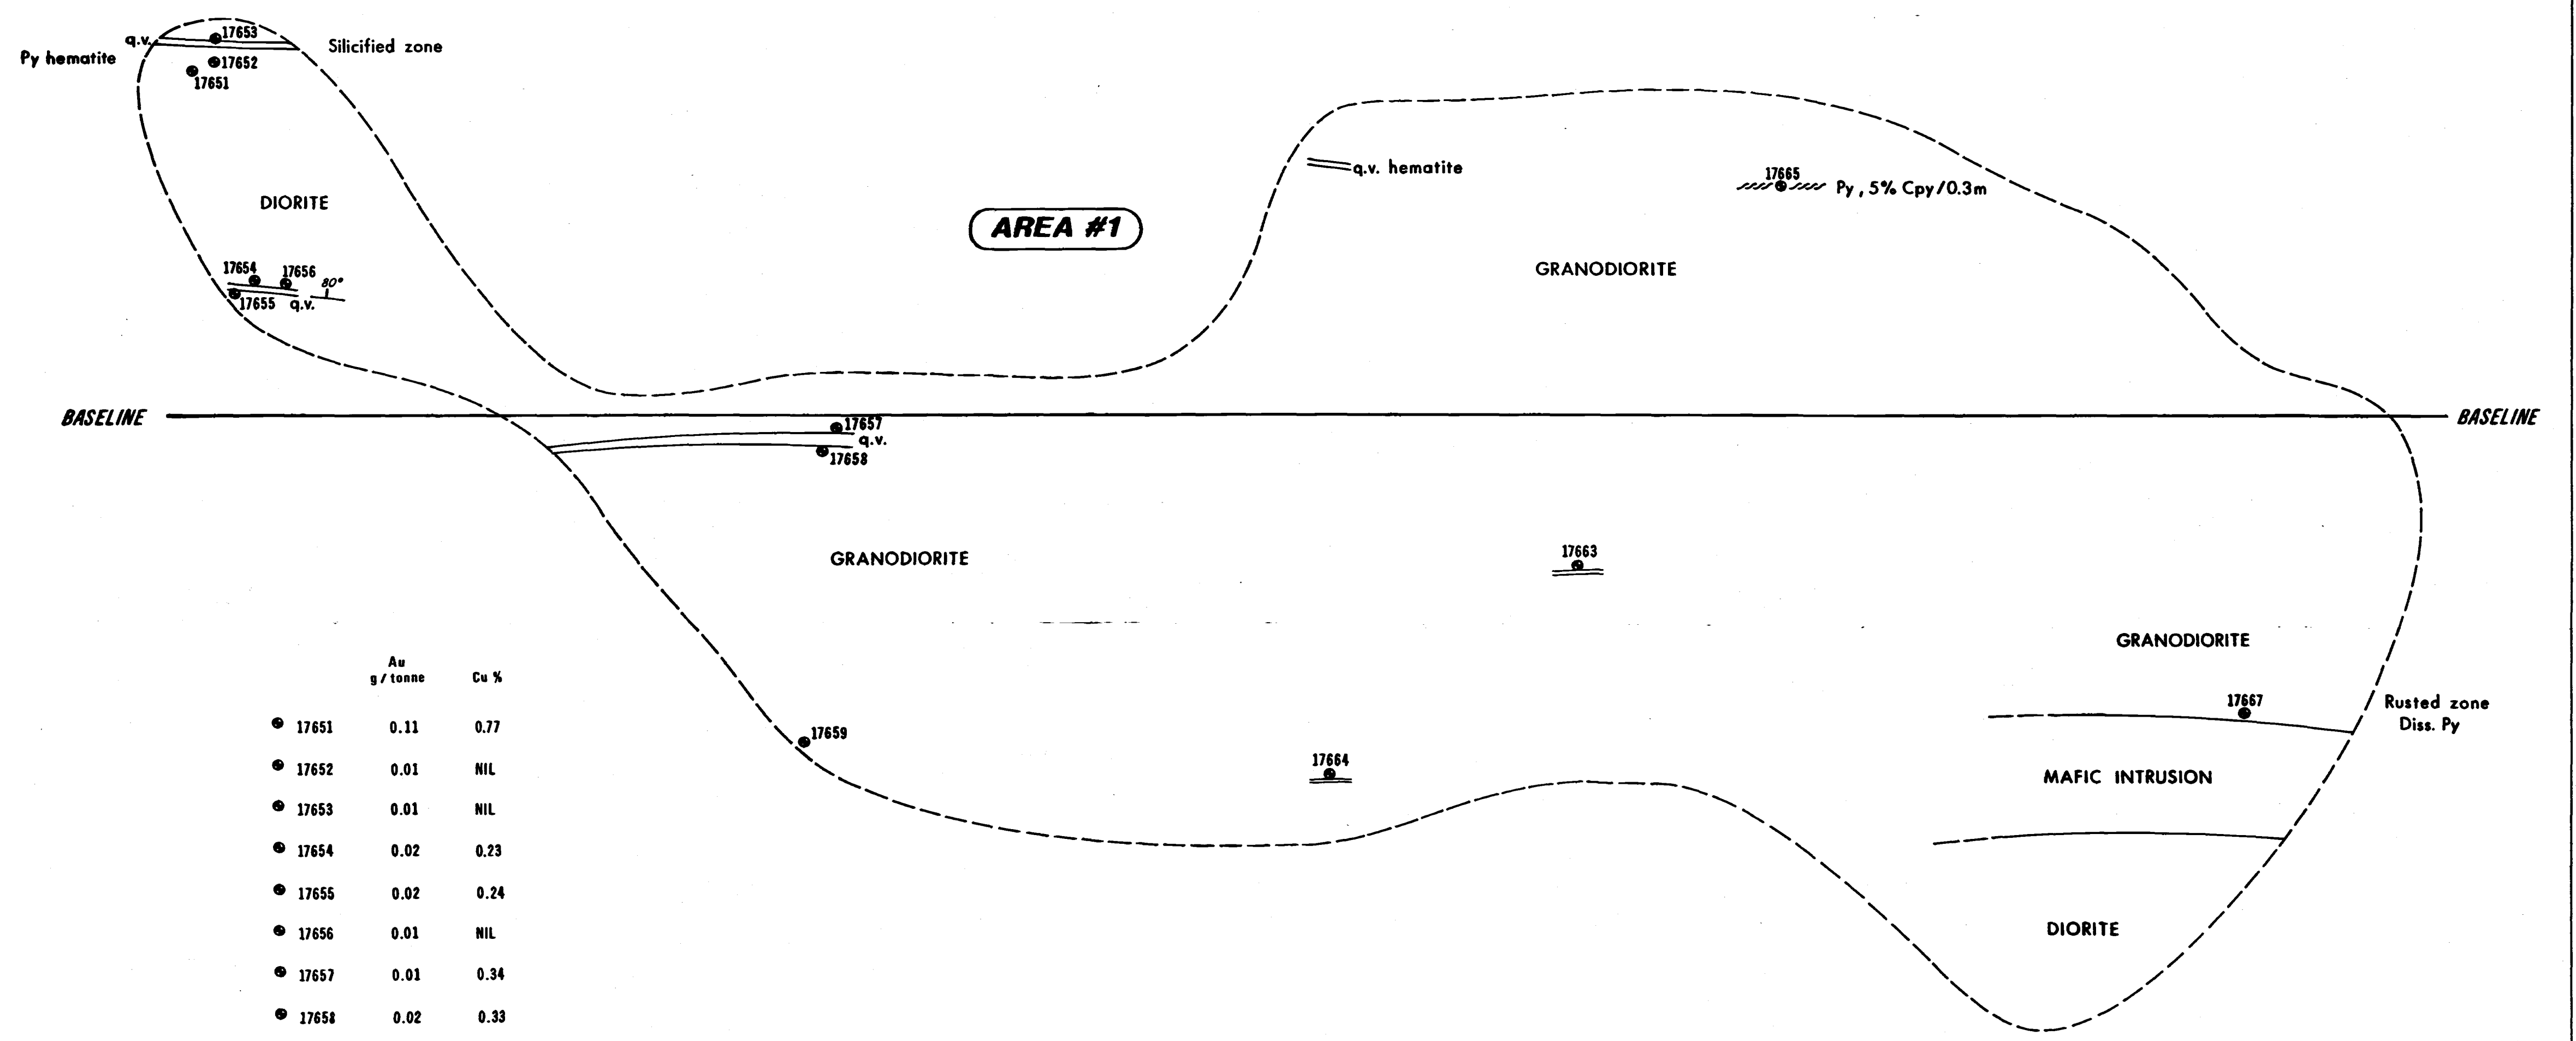 17653
q.v.
Silicified zone
Py hematite
17652
17651
q.v. hematite
17665
Py, 5% Cpy/0.3m
DIORITE
AREA #1
GRANODIORITE
17654
17656
80°
17655
q.v.
BASELINE
BASELINE
17657
q.v.
17658
GRANODIORITE
17663
GRANODIORITE
17667
Rusted zone
Diss. Py
17659
17664
MAFIC INTRUSION
DIORITE
Au
g/tonne Cu %
17651 0.11 0.77
17652 0.01 NIL
17653 0.01 NIL
17654 0.02 0.23
17655 0.02 0.24
17656 0.01 NIL
17657 0.01 0.34
17658 0.02 0.33